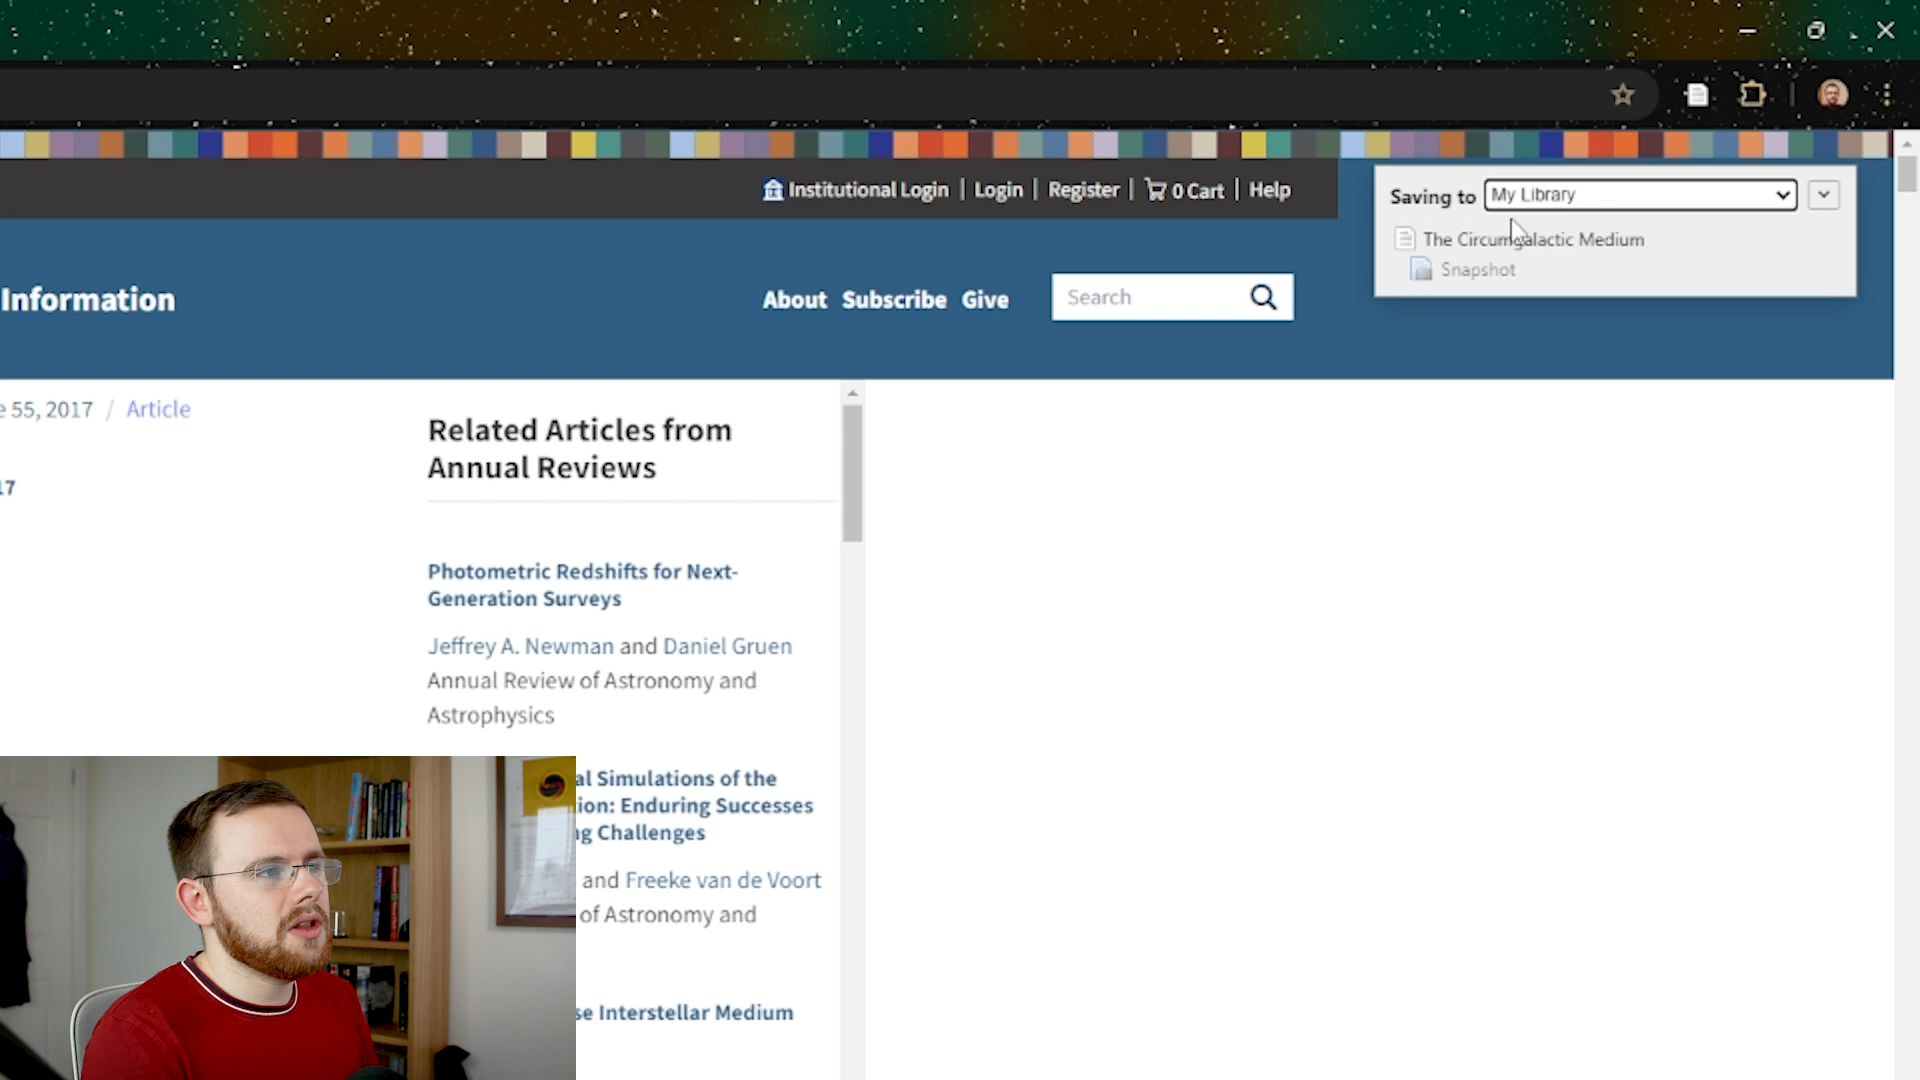 Institutional Login | Login | Register | 0 Cart | Help
Saving to My Library
The Circumgalactic Medium
Snapshot
Information
About Subscribe Give
Search
55, 2017 / Article
17
Related Articles from
Annual Reviews
Photometric Redshifts for Next-
Generation Surveys
Jeffrey A. Newman and Daniel Gruen
Annual Review of Astronomy and
Astrophysics
al Simulations of the
ion: Enduring Successes
ng Challenges
and Freeke van de Voort
of Astronomy and
se Interstellar Medium